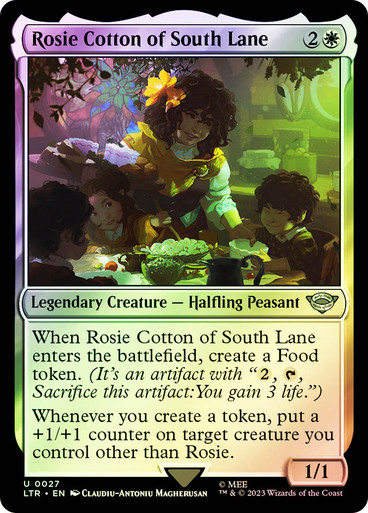 Rosie Cotton of South Lane 2
Legendary Creature — Halfling Peasant
When Rosie Cotton of South Lane
enters the battlefield, create a Food
token. (It's an artifact with “2, T,
Sacrifice this artifact:You gain 3 life.”)
Whenever you create a token, put a
+1/+1 counter on target creature you
control other than Rosie.
1/1
U 0027
LTR • EN Claudiu-Antoniu Magherusan
© MEE
™ & © 2023 Wizards of the Coast